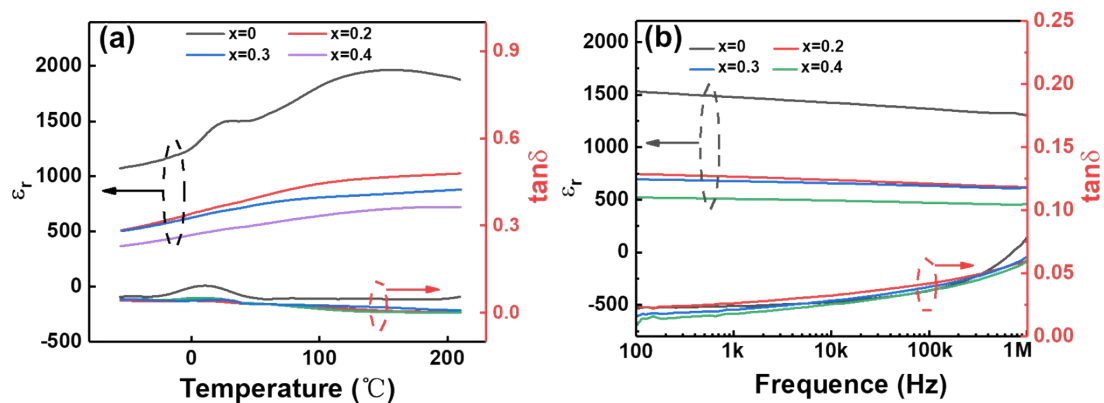 (a)
x=0
x=0.2
x=0.3
x=0.4
2000
1500
1000
500
0
-500
εr
0.9
0.6
0.3
0.0
tanδ
0
100
200
Temperature (℃)
(b)
x=0
x=0.2
x=0.3
x=0.4
2000
1500
1000
500
0
-500
εr
0.25
0.20
0.15
0.10
0.05
0.00
tanδ
100
1k
10k
100k
1M
Frequence (Hz)